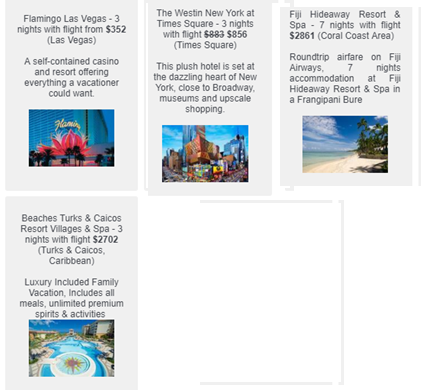 Flamingo Las Vegas - 3
nights with flight from $352
(Las Vegas)
A self-contained casino
and resort offering
everything a vacationer
could want.
Flamingo
The Westin New York at
Times Square - 3 nights
with flight $883 $856
(Times Square)
This plush hotel is set at
the dazzling heart of New
York, close to Broadway,
museums and upscale
shopping.
Fiji Hideaway Resort &
Spa - 7 nights with flight
$2861 (Coral Coast Area)
Roundtrip airfare on Fiji
Airways, 7 nights
accommodation at Fiji
Hideaway Resort & Spa in
a Frangipani Bure
Beaches Turks & Caicos
Resort Villages & Spa - 3
nights with flight $2702
(Turks & Caicos,
Caribbean)
Luxury Included Family
Vacation, Includes all
meals, unlimited premium
spirits & activities